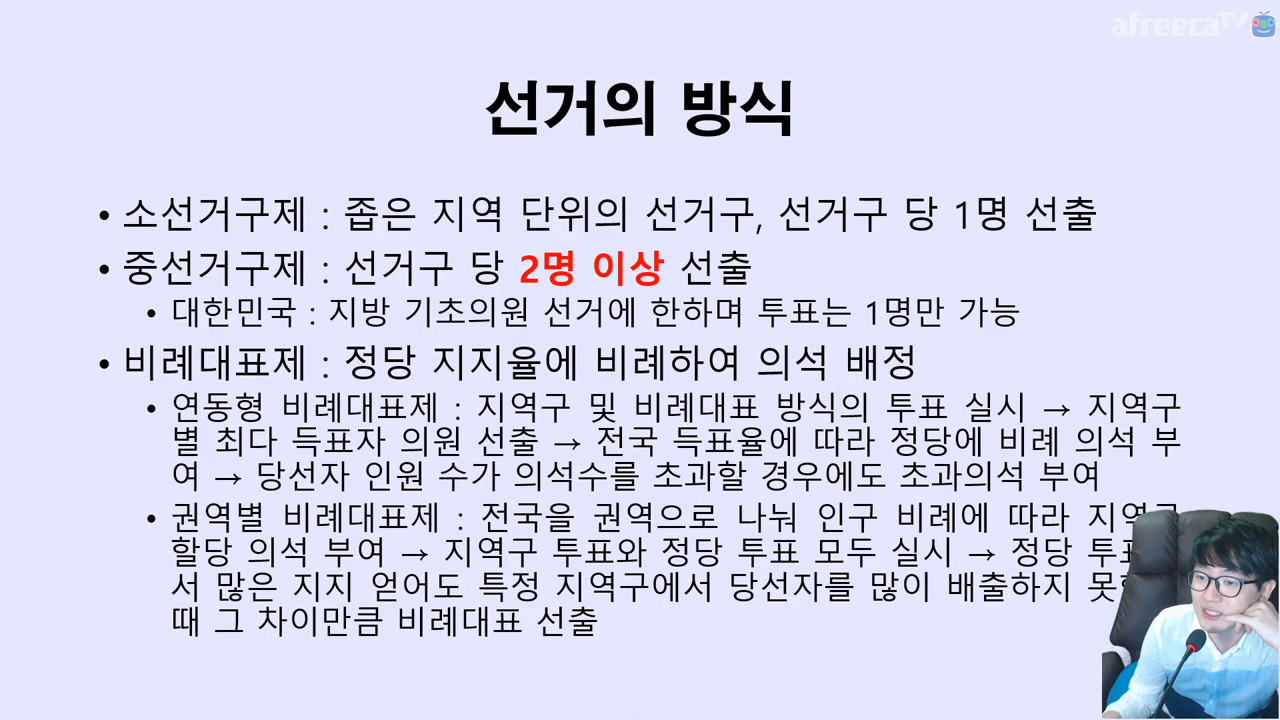 afreecaTV
선거의 방식
• 소선거구제 : 좁은 지역 단위의 선거구, 선거구 당 1명 선출
• 중선거구제 : 선거구 당 2명 이상 선출
• 대한민국 : 지방 기초의원 선거에 한하며 투표는 1명만 가능
• 비례대표제 : 정당 지지율에 비례하여 의석 배정
• 연동형 비례대표제 : 지역구 및 비례대표 방식의 투표 실시 → 지역구
별 최다 득표자 의원 선출 → 전국 득표율에 따라 정당에 비례 의석 부
여 → 당선자 인원 수가 의석수를 초과할 경우에도 초과의석 부여
• 권역별 비례대표제 : 전국을 권역으로 나눠 인구 비례에 따라 지역구
할당 의석 부여 → 지역구 투표와 정당 투표 모두 실시 → 정당
서 많은 지지 얻어도 특정 지역구에서 당선자를 많이 배출하지
때 그 차이만큼 비례대표 선출